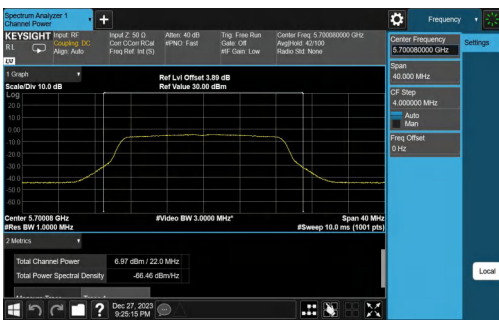 Spectrum Analyzer 1
Channel Power
+
Frequency
KEYSIGHT
Input: RF
Coupling: DC
Align: Auto
Input Z: 50 Ω
Corr CCorr RCal
Freq Ref: Int (S)
Atten: 40 dB
#PNO: Fast
Trig: Free Run
Gate: Off
#IF Gain: Low
Center Freq: 5.700080000 GHz
Avg|Hold: 42/100
Radio Std: None
RL
Center Frequency
5.700080000 GHz
Settings
Span
40.000 MHz
CF Step
4.000000 MHz
Auto
Man
Freq Offset
0 Hz
Local
1 Graph
Scale/Div 10.0 dB
Ref Lvl Offset 3.89 dB
Ref Value 30.00 dBm
Log
20.0
10.0
0.00
-10.0
-20.0
-30.0
-40.0
-50.0
-60.0
Center 5.70008 GHz
#Video BW 3.0000 MHz*
Span 40 MHz
#Res BW 1.0000 MHz
#Sweep 10.0 ms (1001 pts)
2 Metrics
Total Channel Power 6.97 dBm / 22.0 MHz
Total Power Spectral Density -66.46 dBm/Hz
? Dec 27, 2023
9:25:15 PM